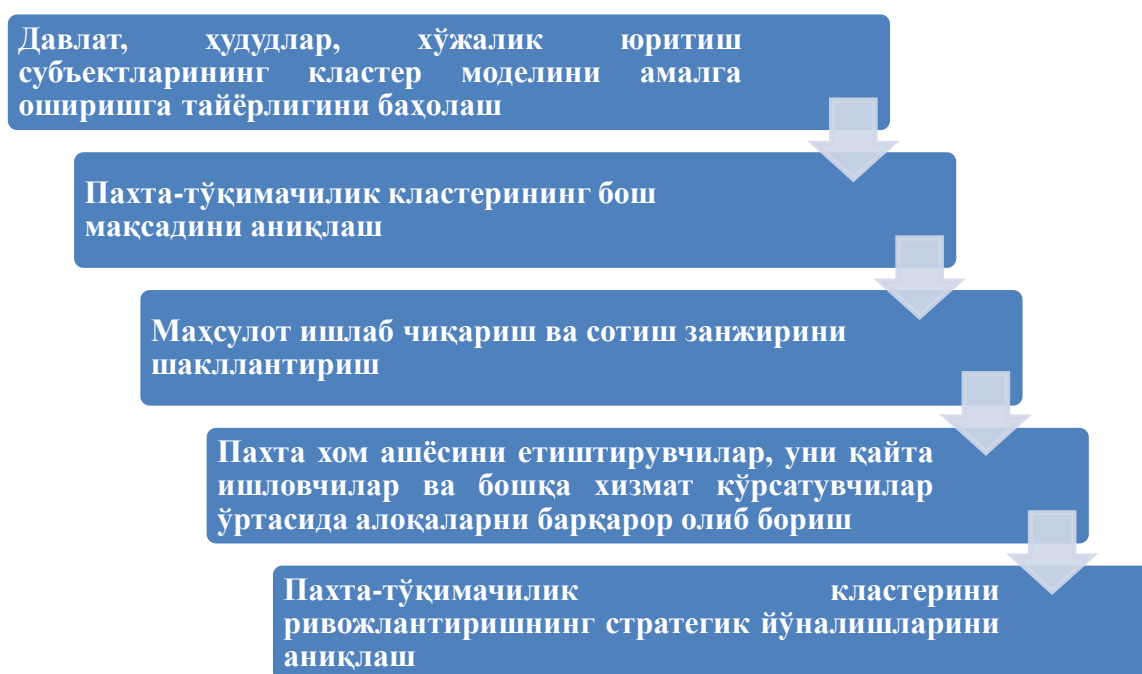 Давлат, ҳудудлар, хўжалик юритиш
субъектларининг кластер моделини амалга
оширишга тайёрлигини баҳолаш
Пахта-тўқимачилик кластерининг бош
мақсадини аниқлаш
Маҳсулот ишлаб чиқариш ва сотиш занжирини
шакллантириш
Пахта хом ашёсини етиштирувчилар, уни қайта
ишловчилар ва бошқа хизмат кўрсатувчилар
ўртасида алоқаларни барқарор олиб бориш
Пахта-тўқимачилик кластерини
ривожлантиришнинг стратегик йўналишларини
аниқлаш